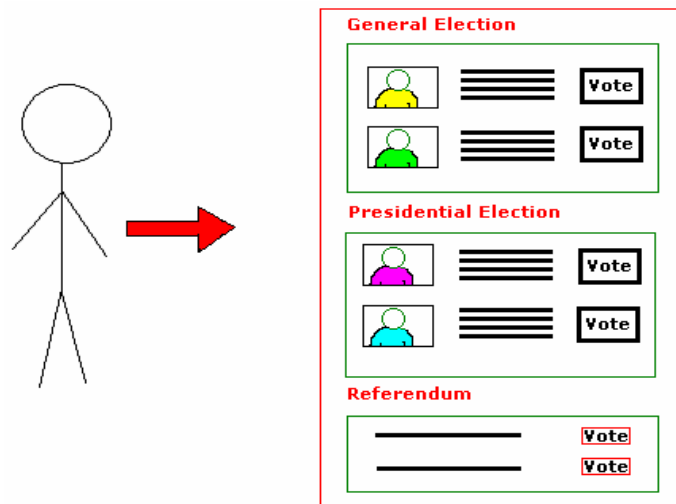 General Election
Vote
Vote
Presidential Election
Vote
Vote
Referendum
Vote
Vote